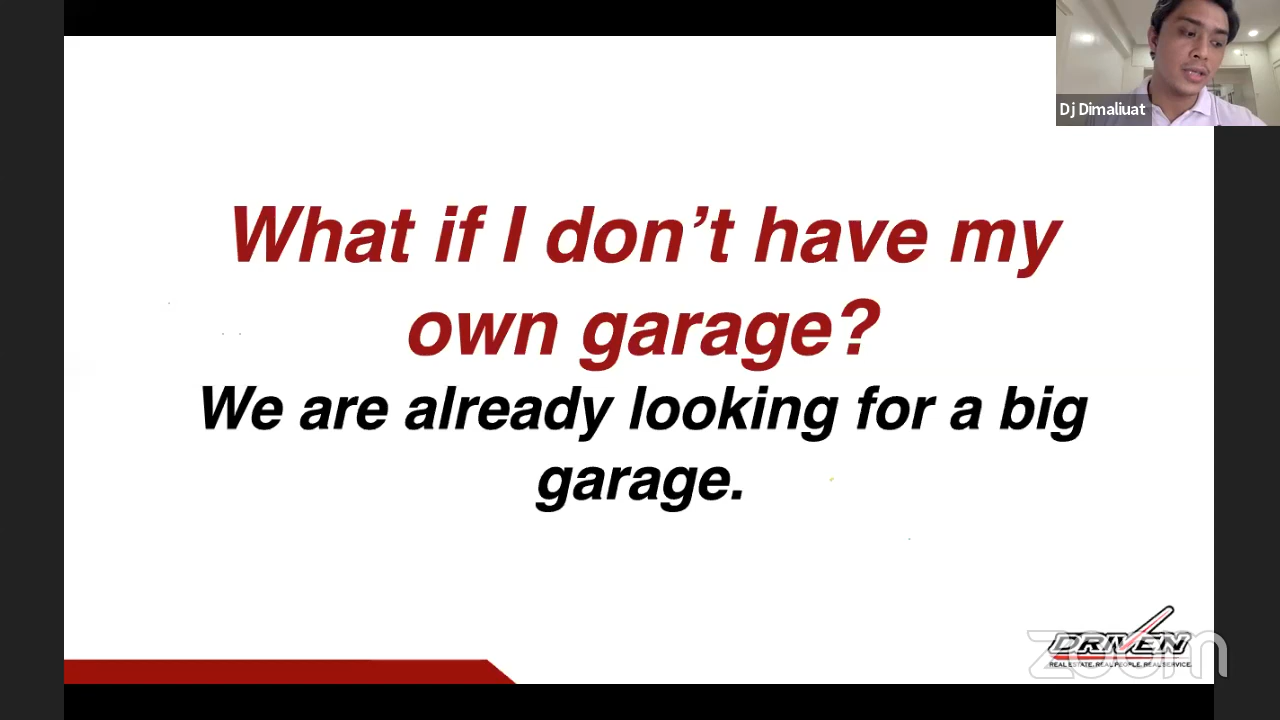 Dj Dimaliuat
What if I don’t have my
own garage?
We are already looking for a big
garage.
DRIVEN
REAL ESTATE. REAL PEOPLE. REAL SERVICE.
zoom